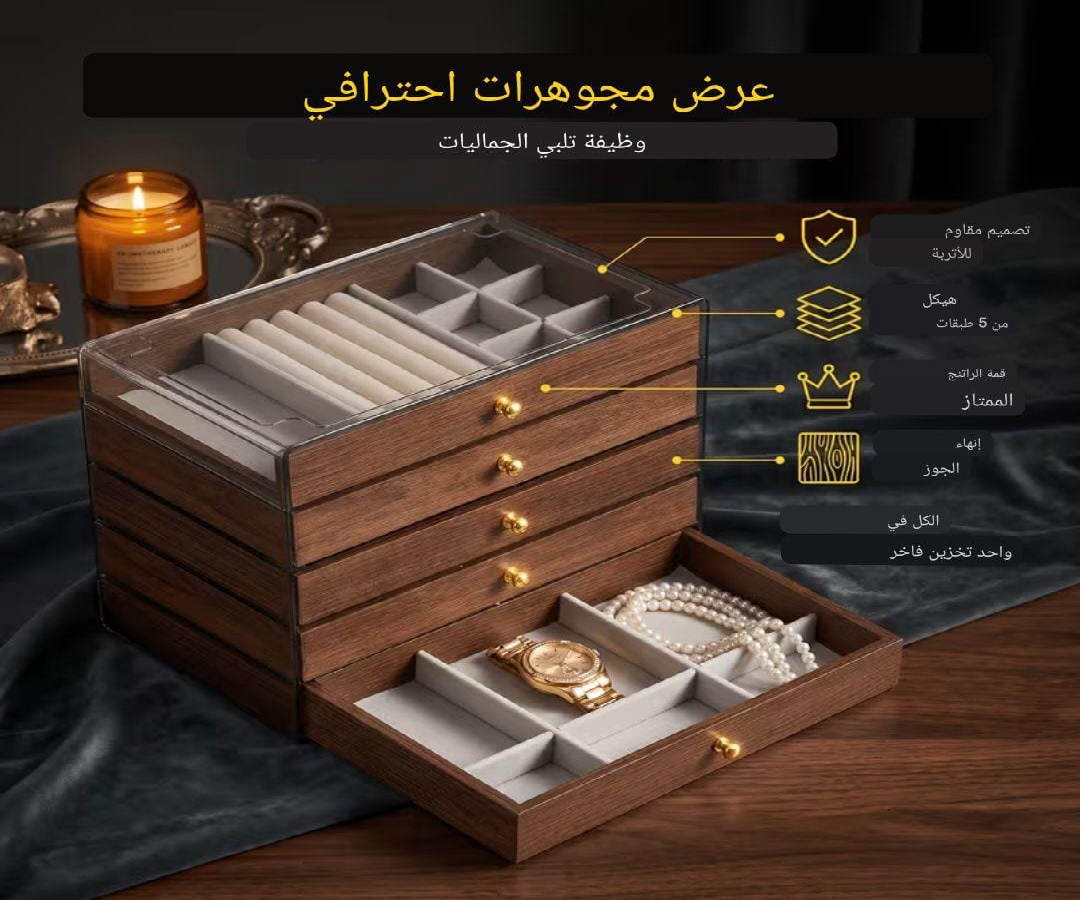 عرض مجوهرات احترافي
وظيفة تلبي الجماليات
تصميم مقاوم
للأتربة
هيكل
من 5 طبقات
قمة الراتنج
الممتاز
إنهاء
الجوز
الكل في
واحد تخزين فاخر